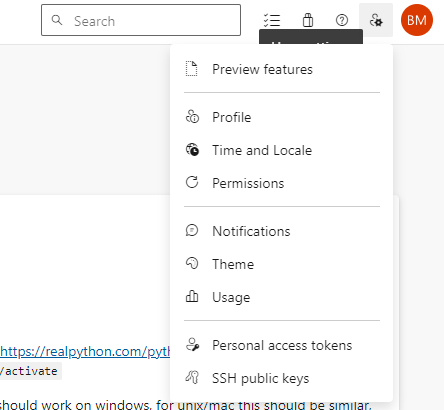 Search
BM
Preview features
Profile
Time and Locale
Permissions
Notifications
Theme
Usage
Personal access tokens
SSH public keys
https://realpython.com/pyth
/activate
should work on windows, for unix/mac this should be similar,